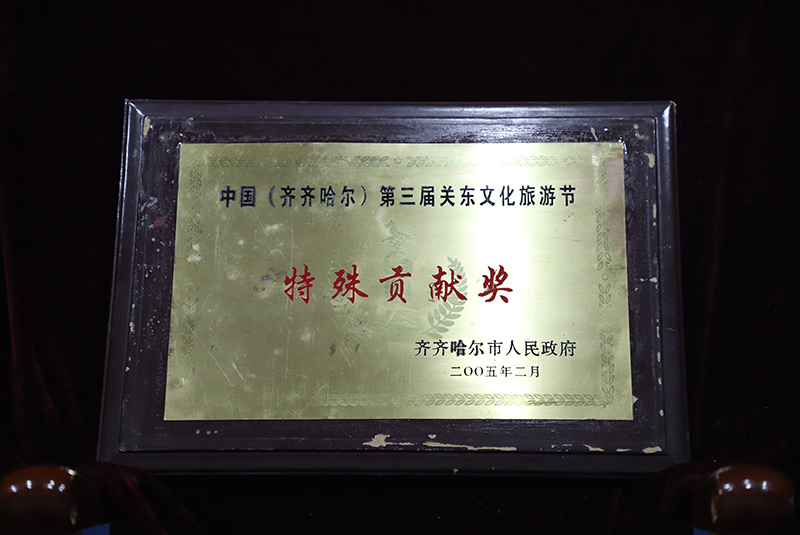 中国（齐齐哈尔）第三届关东文化旅游节
特殊贡献奖
齐齐哈尔市人民政府
二〇〇五年二月